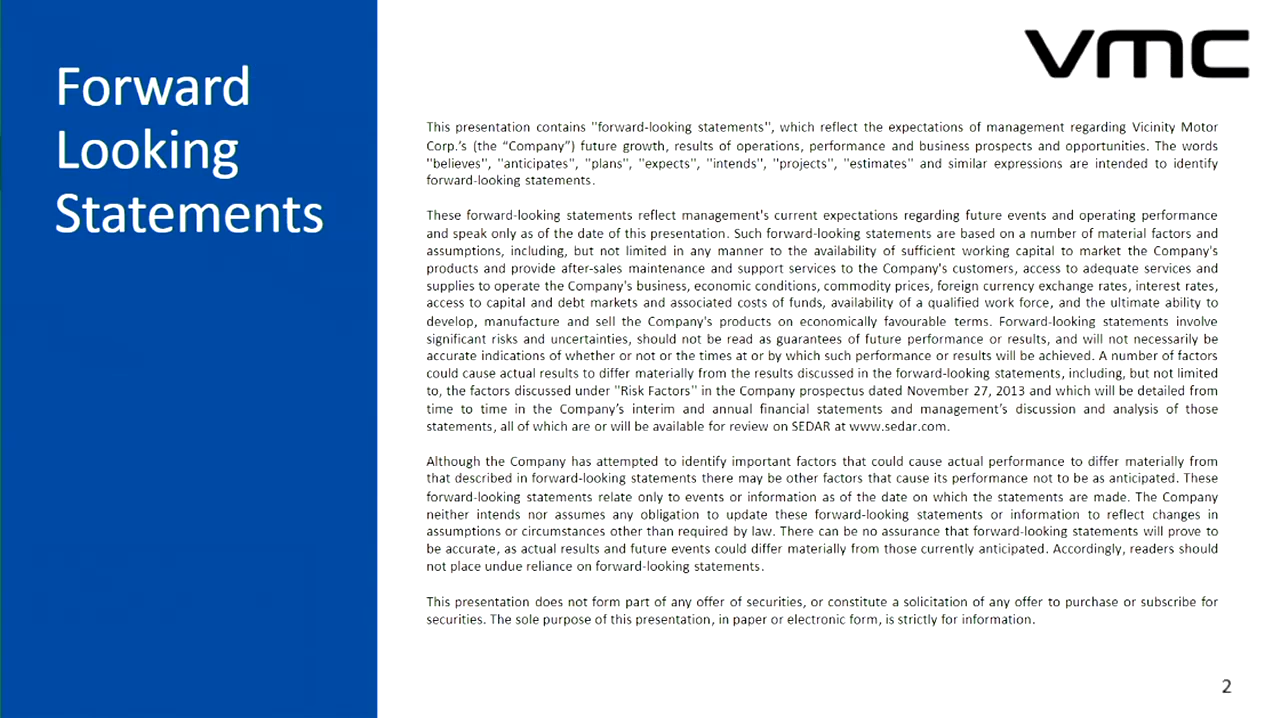 Forward
Looking
Statements
VMC
This presentation contains "forward-looking statements", which reflect the expectations of management regarding Vicinity Motor
Corp.'s (the “Company”) future growth, results of operations, performance and business prospects and opportunities. The words
"believes", "anticipates", "plans", "expects", "intends", "projects", "estimates" and similar expressions are intended to identify
forward-looking statements.
These forward-looking statements reflect management's current expectations regarding future events and operating performance
and speak only as of the date of this presentation. Such forward-looking statements are based on a number of material factors and
assumptions, including, but not limited in any manner to the availability of sufficient working capital to market the Company's
products and provide after-sales maintenance and support services to the Company's customers, access to adequate services and
supplies to operate the Company's business, economic conditions, commodity prices, foreign currency exchange rates, interest rates,
access to capital and debt markets and associated costs of funds, availability of a qualified work force, and the ultimate ability to
develop, manufacture and sell the Company's products on economically favourable terms. Forward-looking statements involve
significant risks and uncertainties, should not be read as guarantees of future performance or results, and will not necessarily be
accurate indications of whether or not or the times at or by which such performance or results will be achieved. A number of factors
could cause actual results to differ materially from the results discussed in the forward-looking statements, including, but not limited
to, the factors discussed under "Risk Factors" in the Company prospectus dated November 27, 2013 and which will be detailed from
time to time in the Company’s interim and annual financial statements and management’s discussion and analysis of those
statements, all of which are or will be available for review on SEDAR at www.sedar.com.
Although the Company has attempted to identify important factors that could cause actual performance to differ materially from
that described in forward-looking statements there may be other factors that cause its performance not to be as anticipated. These
forward-looking statements relate only to events or information as of the date on which the statements are made. The Company
neither intends nor assumes any obligation to update these forward-looking statements or information to reflect changes in
assumptions or circumstances other than required by law. There can be no assurance that forward-looking statements will prove to
be accurate, as actual results and future events could differ materially from those currently anticipated. Accordingly, readers should
not place undue reliance on forward-looking statements.
This presentation does not form part of any offer of securities, or constitute a solicitation of any offer to purchase or subscribe for
securities. The sole purpose of this presentation, in paper or electronic form, is strictly for information.
2